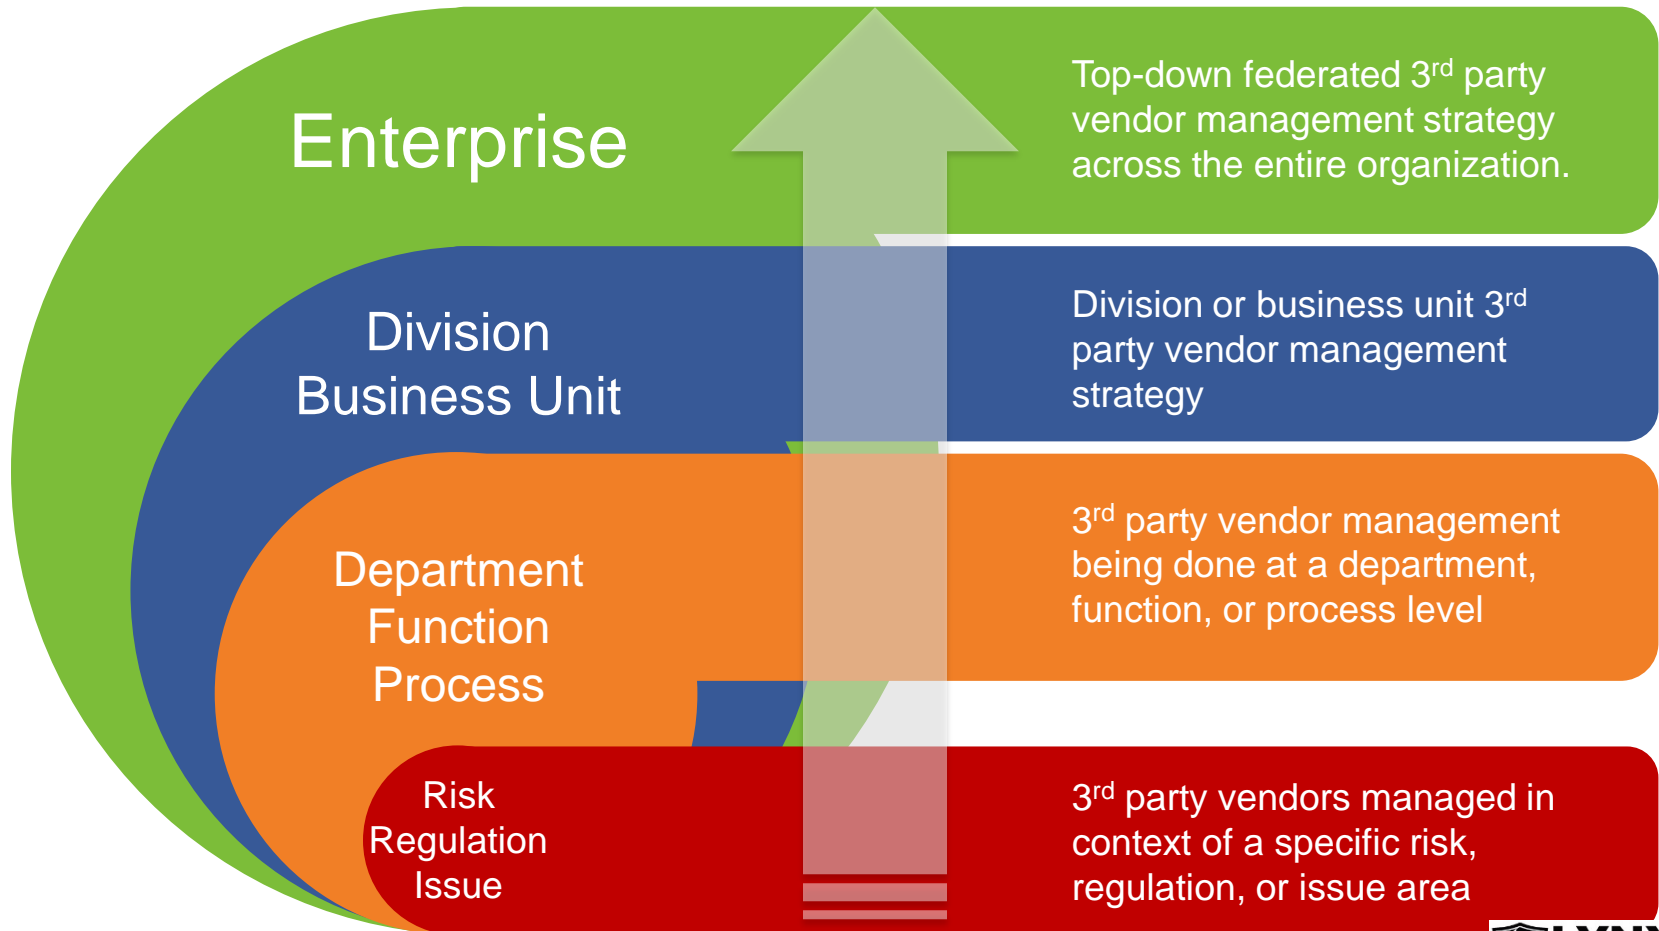 Enterprise
Top-down federated 3rd party
vendor management strategy
across the entire organization.
Division
Business Unit
Division or business unit 3rd
party vendor management
strategy
Department
Function
Process
3rd party vendor management
being done at a department,
function, or process level
Risk
Regulation
Issue
3rd party vendors managed in
context of a specific risk,
regulation, or issue area